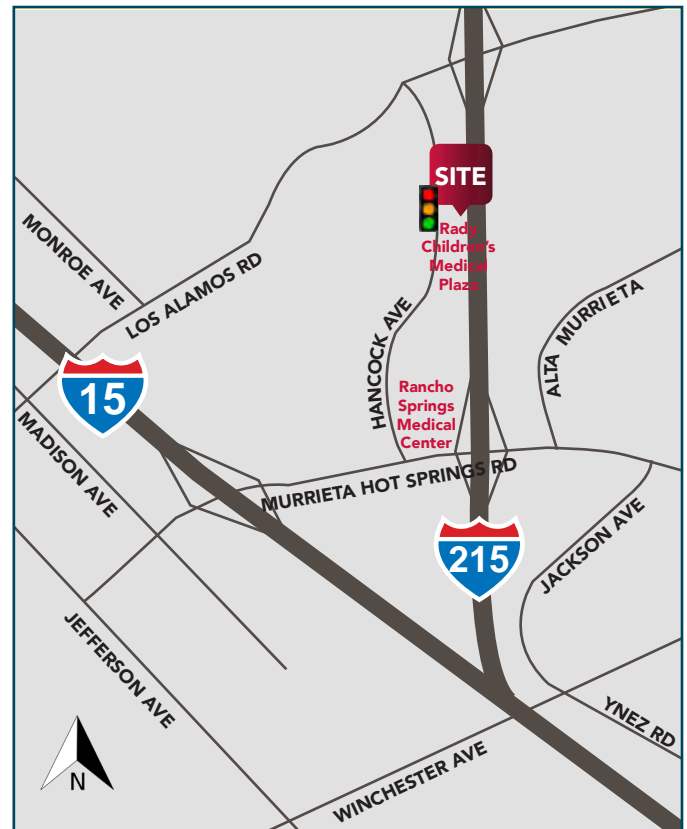 SITE
Rady
Children's
Medical
Plaza
MONROE AVE
LOS ALAMOS RD
HANCOCK AVE
ALTA MURRIETA
15
Rancho
Springs
Medical
Center
MADISON AVE
MURRIETA HOT SPRINGS RD
215
JACKSON AVE
JEFFERSON AVE
YNEZ RD
WINCHESTER AVE
N